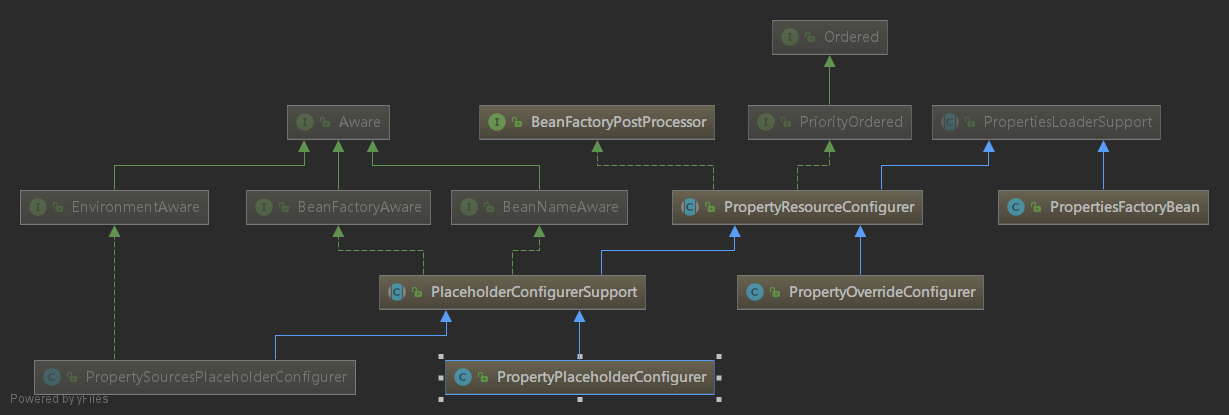 Ordered
Aware
BeanFactoryPostProcessor
PriorityOrdered
PropertiesLoaderSupport
EnvironmentAware
BeanFactoryAware
BeanNameAware
PropertyResourceConfigurer
PropertiesFactoryBean
PlaceholderConfigurerSupport
PropertyOverrideConfigurer
PropertySourcesPlaceholderConfigurer
PropertyPlaceholderConfigurer
Powered by yFiles